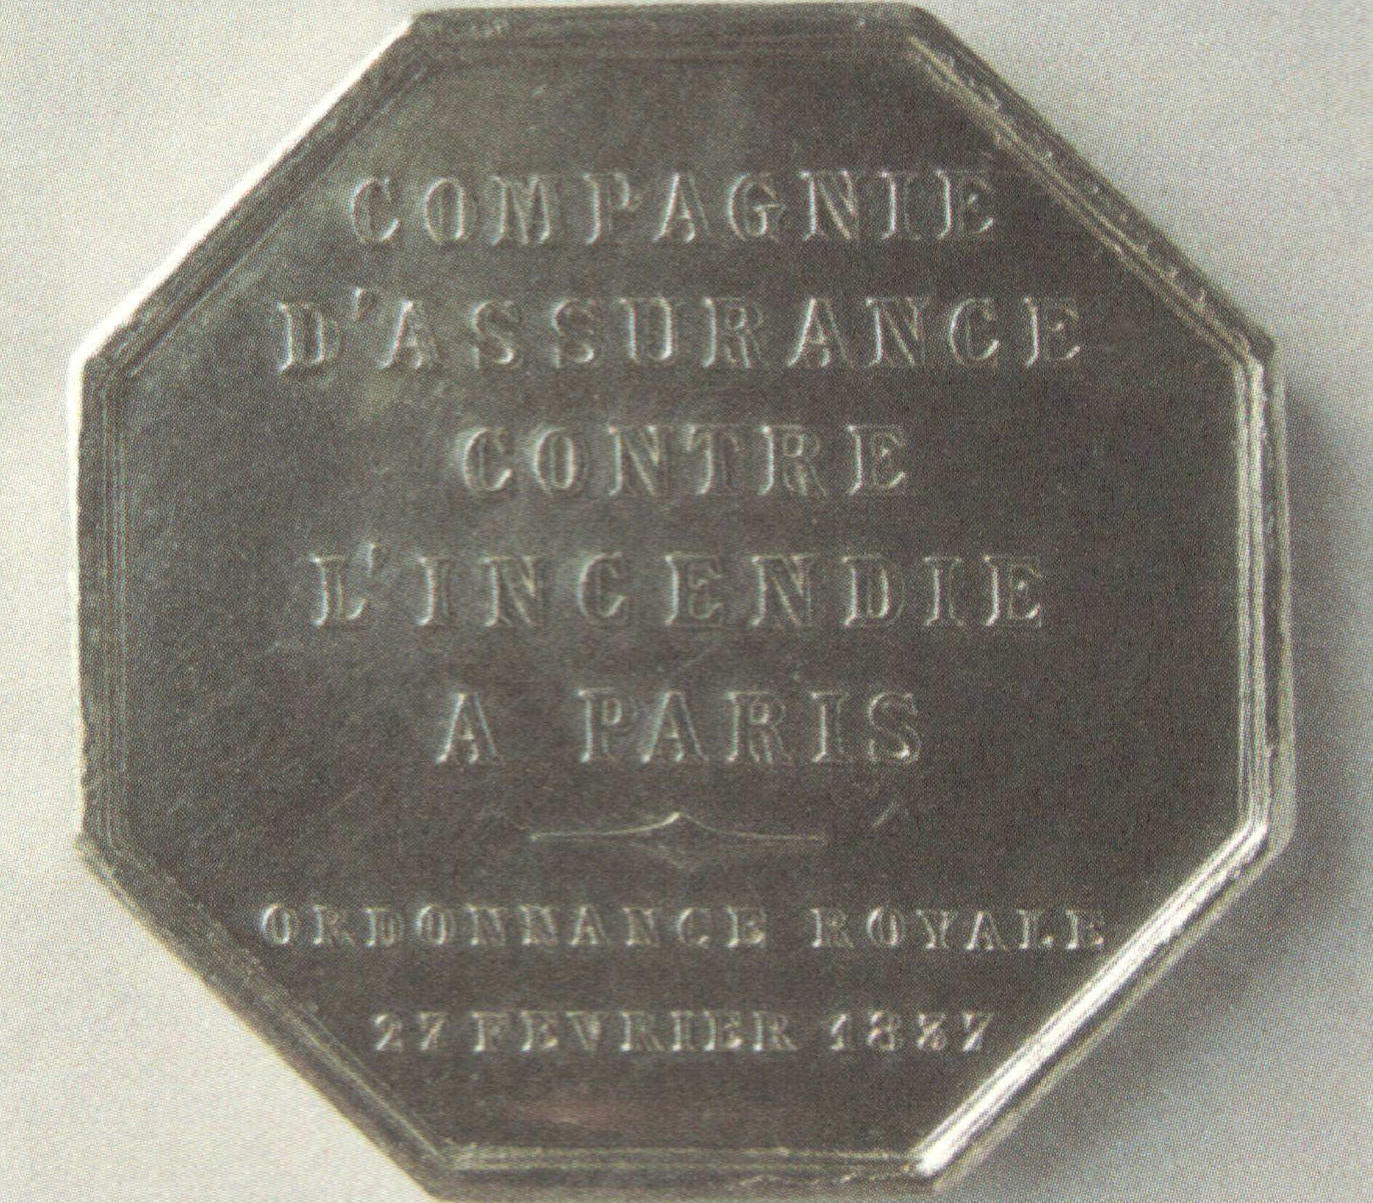 COMPAGNIE
D'ASSURANCE
CONTRE
L'INCENDIE
A PARIS
ORDONNANCE ROYALE
27 FEVRIER 1837